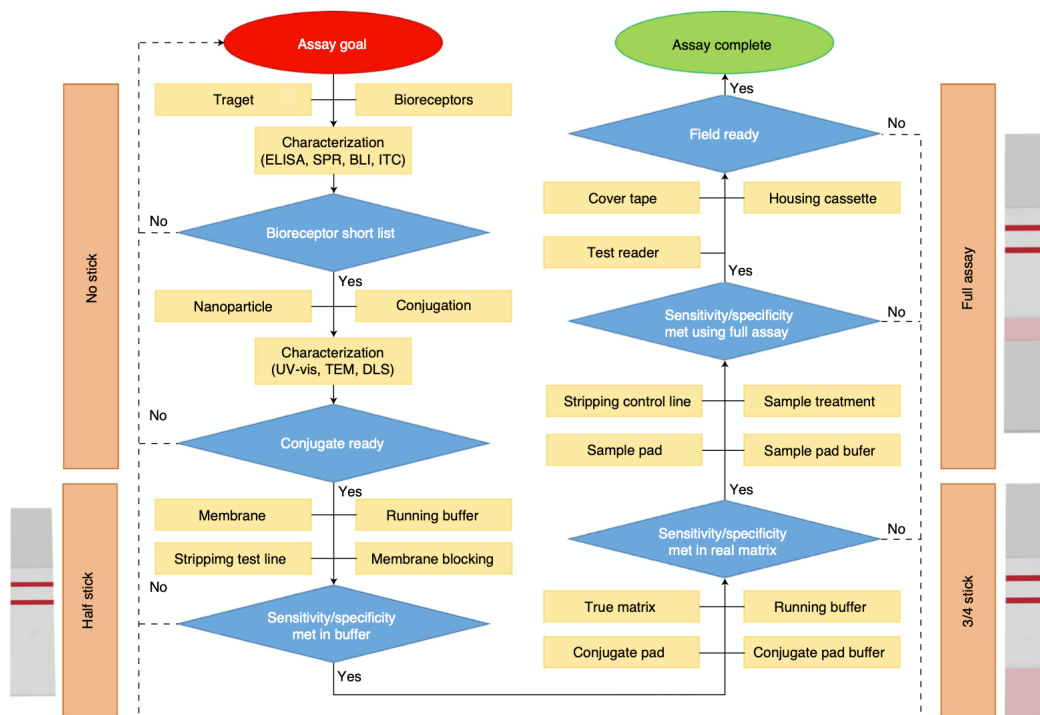 Assay goal
Traget
Bioreceptors
Characterization
(ELISA, SPR, BLI, ITC)
No
Bioreceptor short list
Yes
Nanoparticle
Conjugation
Characterization
(UV-vis, TEM, DLS)
No
Conjugate ready
Yes
No stick
Membrane
Running buffer
Strippimg test line
Membrane blocking
No
Sensitivity/specificity
met in buffer
Yes
Half stick
Assay complete
Yes
Field ready
No
Cover tape
Housing cassette
Test reader
Yes
Sensitivity/specificity
met using full assay
No
Stripping control line
Sample treatment
Sample pad
Sample pad bufer
Full assay
Yes
Sensitivity/specificity
met in real matrix
No
True matrix
Running buffer
Conjugate pad
Conjugate pad buffer
3/4 stick